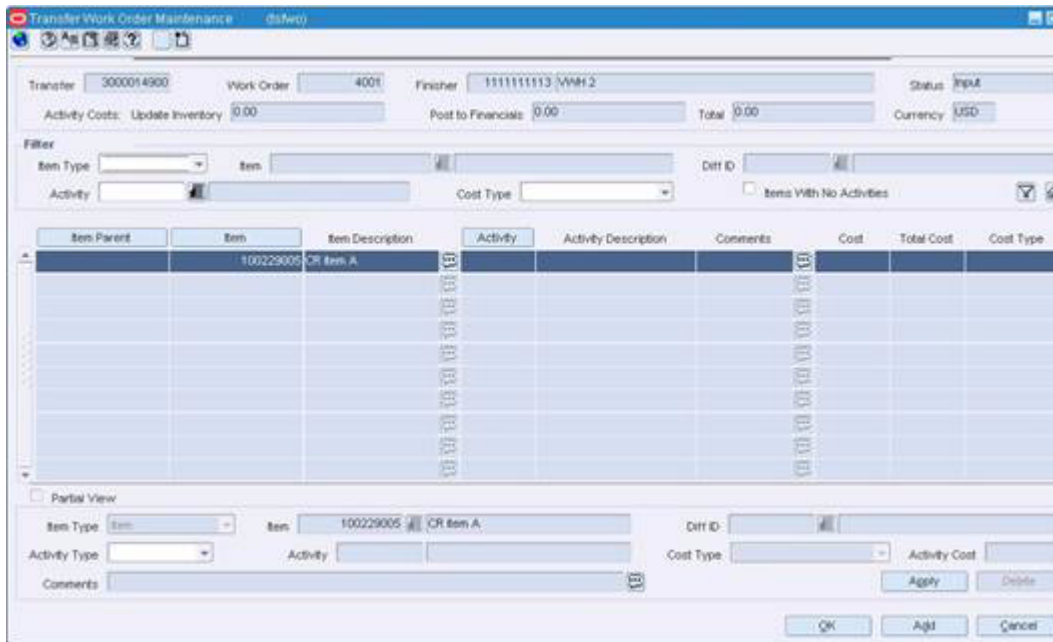 Transfer Work Order Maintenance (tsfwo)
Transfer 3000014900 Work Order 4001 Finisher 1111111113 VWH 2 Status Input
Activity Costs: Update Inventory 0.00 Post to Financials 0.00 Total 0.00 Currency USD
Filter
Item Type Item Diff ID
Activity Cost Type Items With No Activities
Item Parent Item Item Description Activity Activity Description Comments Cost Total Cost Cost Type
100229005 CR Item A
Partial View
Item Type Item Item 100229005 CR Item A Diff ID
Activity Type Activity Cost Type Activity Cost
Comments Apply Delete
OK Add Cancel